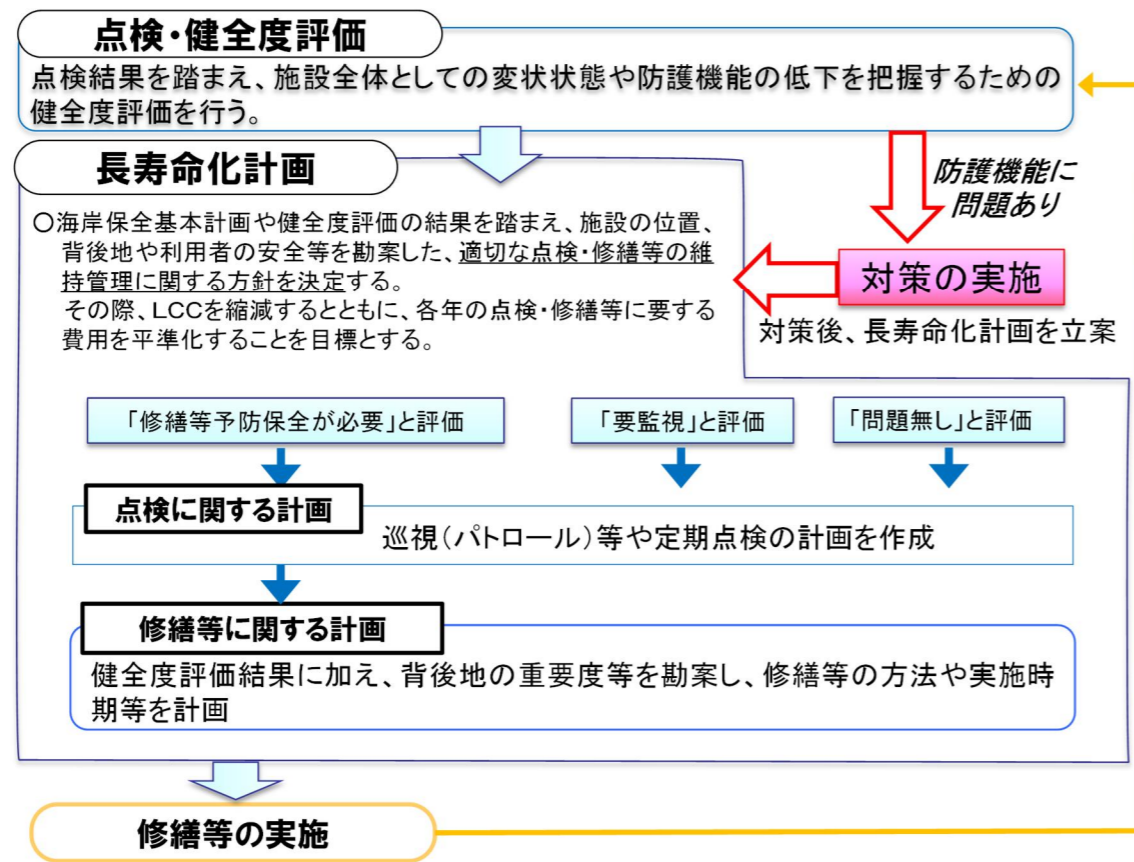 点検・健全度評価
点検結果を踏まえ、施設全体としての変状状態や防護機能の低下を把握するための
健全度評価を行う。
防護機能に
問題あり
対策の実施
対策後、長寿命化計画を立案
長寿命化計画
○海岸保全基本計画や健全度評価の結果を踏まえ、施設の位置、
背後地や利用者の安全等を勘案した、適切な点検・修繕等の維
持管理に関する方針を決定する。
その際、LCCを縮減するとともに、各年の点検・修繕等に要する
費用を平準化することを目標とする。
「修繕等予防保全が必要」と評価
「要監視」と評価
「問題無し」と評価
点検に関する計画
巡視(パトロール)等や定期点検の計画を作成
修繕等に関する計画
健全度評価結果に加え、背後地の重要度等を勘案し、修繕等の方法や実施時
期等を計画
修繕等の実施